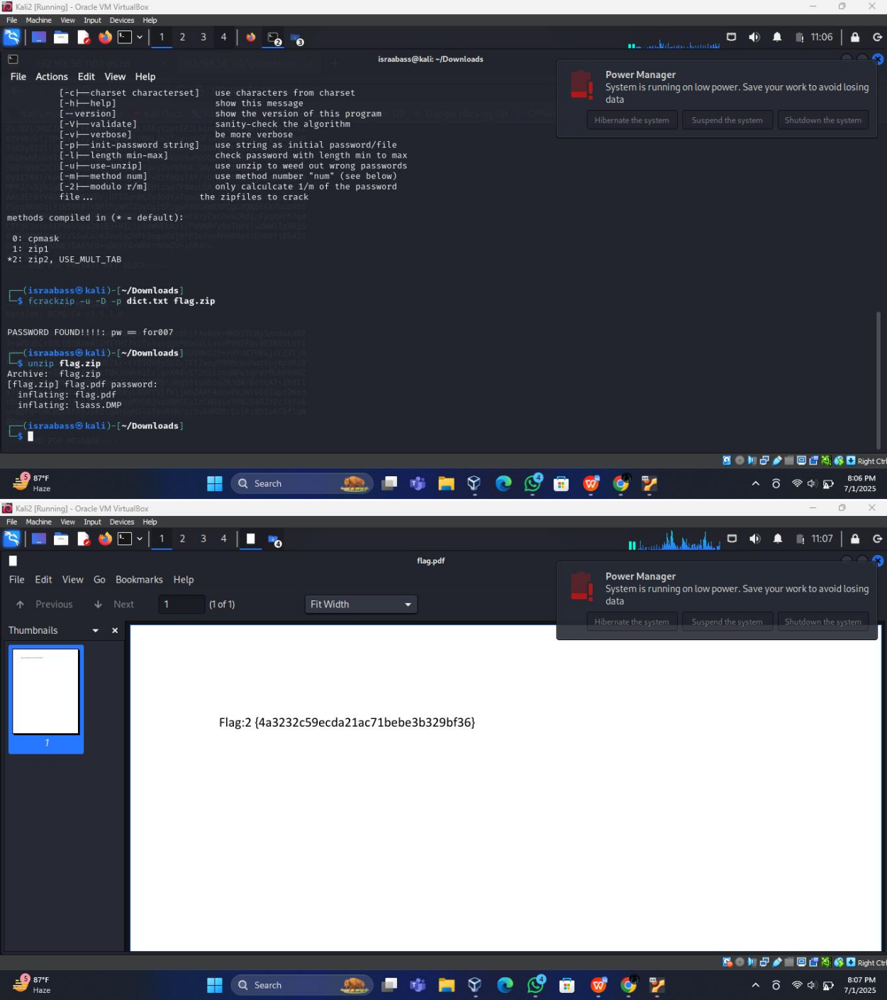 Kali2 [Running] - Oracle VM VirtualBox
File Machine View Input Devices Help
1 2 3 4 2 3 11:06
israabass@kali: ~/Downloads
File Actions Edit View Help
Power Manager
System is running on low power. Save your work to avoid losing
data
Hibernate the system Suspend the system Shutdown the system
[-c|--charset characterset] use characters from charset
[-h|--help] show this message
[--version] show the version of this program
[-V|--validate] sanity-check the algorithm
[-v|--verbose] be more verbose
[-p|--init-password string] use string as initial password/file
[-l|--length min-max] check password with length min to max
[-u|--use-unzip] use unzip to weed out wrong passwords
[-m|--method num] use method number "num" (see below)
[-2|--modulo r/m] only calculcate 1/m of the password
file... the zipfiles to crack
methods compiled in (* = default):
0: cpmask
1: zip1
*2: zip2, USE_MULT_TAB
(israabass㉿kali)-[~/Downloads]
$ fcrackzip -u -D -p dict.txt flag.zip
PASSWORD FOUND!!!!: pw == for007
(israabass㉿kali)-[~/Downloads]
$ unzip flag.zip
Archive: flag.zip
[flag.zip] flag.pdf password:
inflating: flag.pdf
inflating: lsass.DMP
(israabass㉿kali)-[~/Downloads]
$
Right Ctrl
5 87°F
Haze
Search
4
8:06 PM
7/1/2025
Kali2 [Running] - Oracle VM VirtualBox
File Machine View Input Devices Help
1 2 3 4 4 11:07
flag.pdf
File Edit View Go Bookmarks Help
Power Manager
System is running on low power. Save your work to avoid losing
data
Hibernate the system Suspend the system Shutdown the system
Previous Next 1 (1 of 1) Fit Width
Thumbnails
1
Flag:2 {4a3232c59ecda21ac71bebe3b329bf36}
Right Ctrl
5 87°F
Haze
Search
4
8:07 PM
7/1/2025